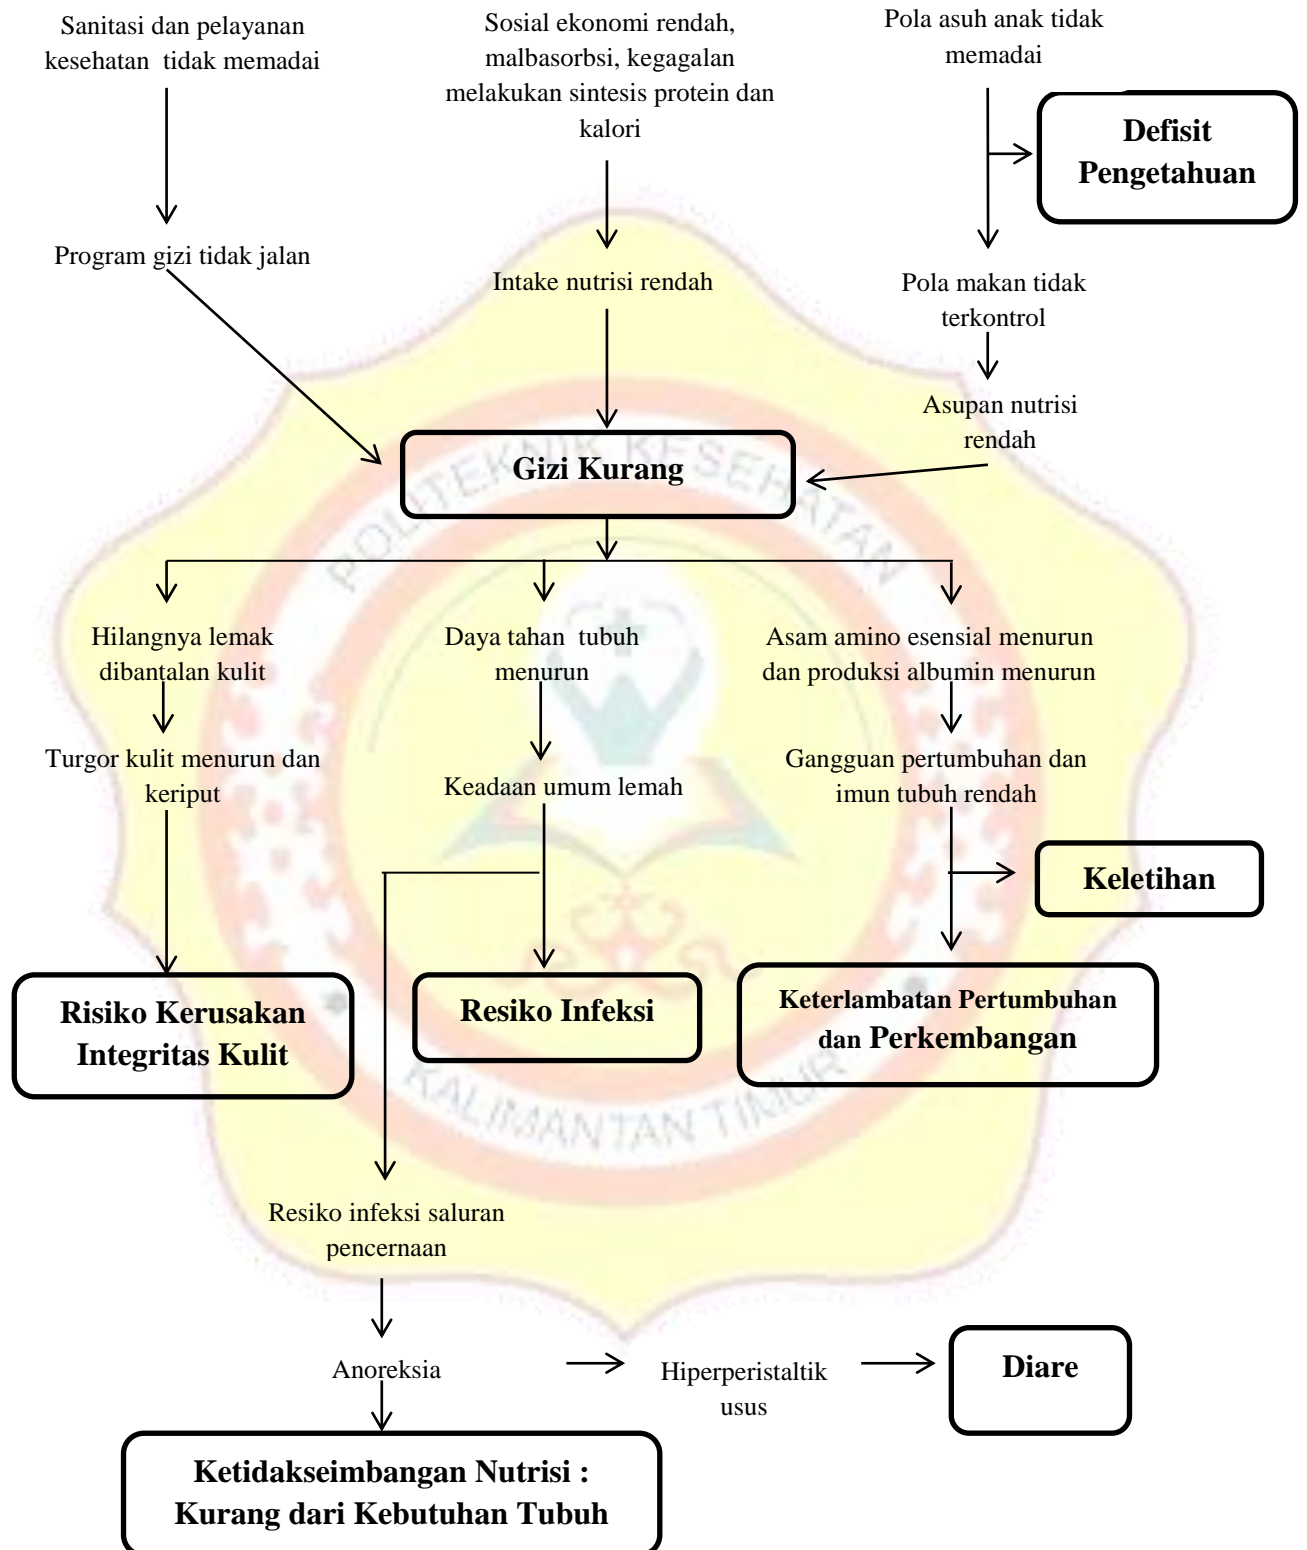 Sanitasi dan pelayanan
kesehatan tidak memadai
Sosial ekonomi rendah,
malbasorbsi, kegagalan
melakukan sintesis protein dan
kalori
Pola asuh anak tidak
memadai
Defisit
Pengetahuan
Program gizi tidak jalan
Intake nutrisi rendah
Pola makan tidak
terkontrol
Asupan nutrisi
rendah
Gizi Kurang
POLITEKNIK KESEHATAN
Hilangnya lemak
dibantalan kulit
Daya tahan tubuh
menurun
Asam amino esensial menurun
dan produksi albumin menurun
Turgor kulit menurun dan
keriput
Keadaan umum lemah
Gangguan pertumbuhan dan
imun tubuh rendah
Keletihan
Risiko Kerusakan
Integritas Kulit
Resiko Infeksi
Keterlambatan Pertumbuhan
dan Perkembangan
KALIMANTAN TIMUR
Resiko infeksi saluran
pencernaan
Anoreksia
Hiperperistaltik
usus
Diare
Ketidakseimbangan Nutrisi :
Kurang dari Kebutuhan Tubuh